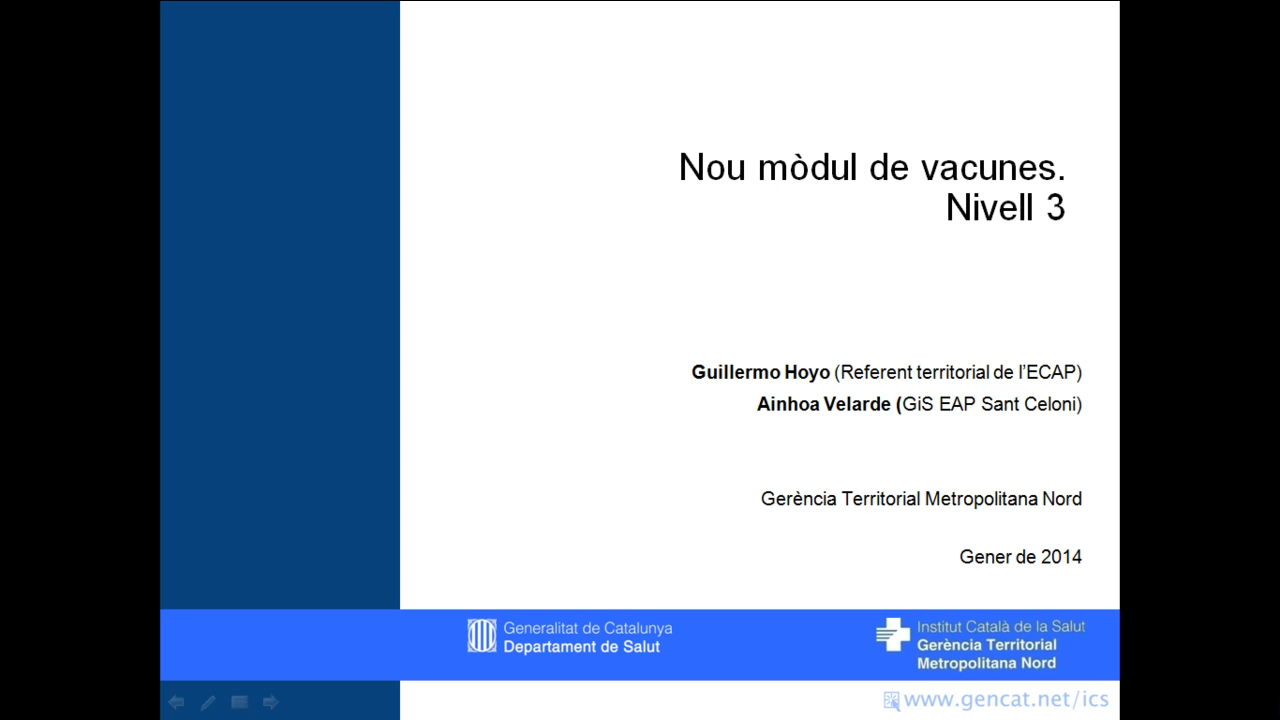 Nou mòdul de vacunes.
Nivell 3
Guillermo Hoyo (Referent territorial de l’ECAP)
Ainhoa Velarde (GiS EAP Sant Celoni)
Gerència Territorial Metropolitana Nord
Gener de 2014
Generalitat de Catalunya
Departament de Salut
Institut Català de la Salut
Gerència Territorial
Metropolitana Nord
www.gencat.net/ics